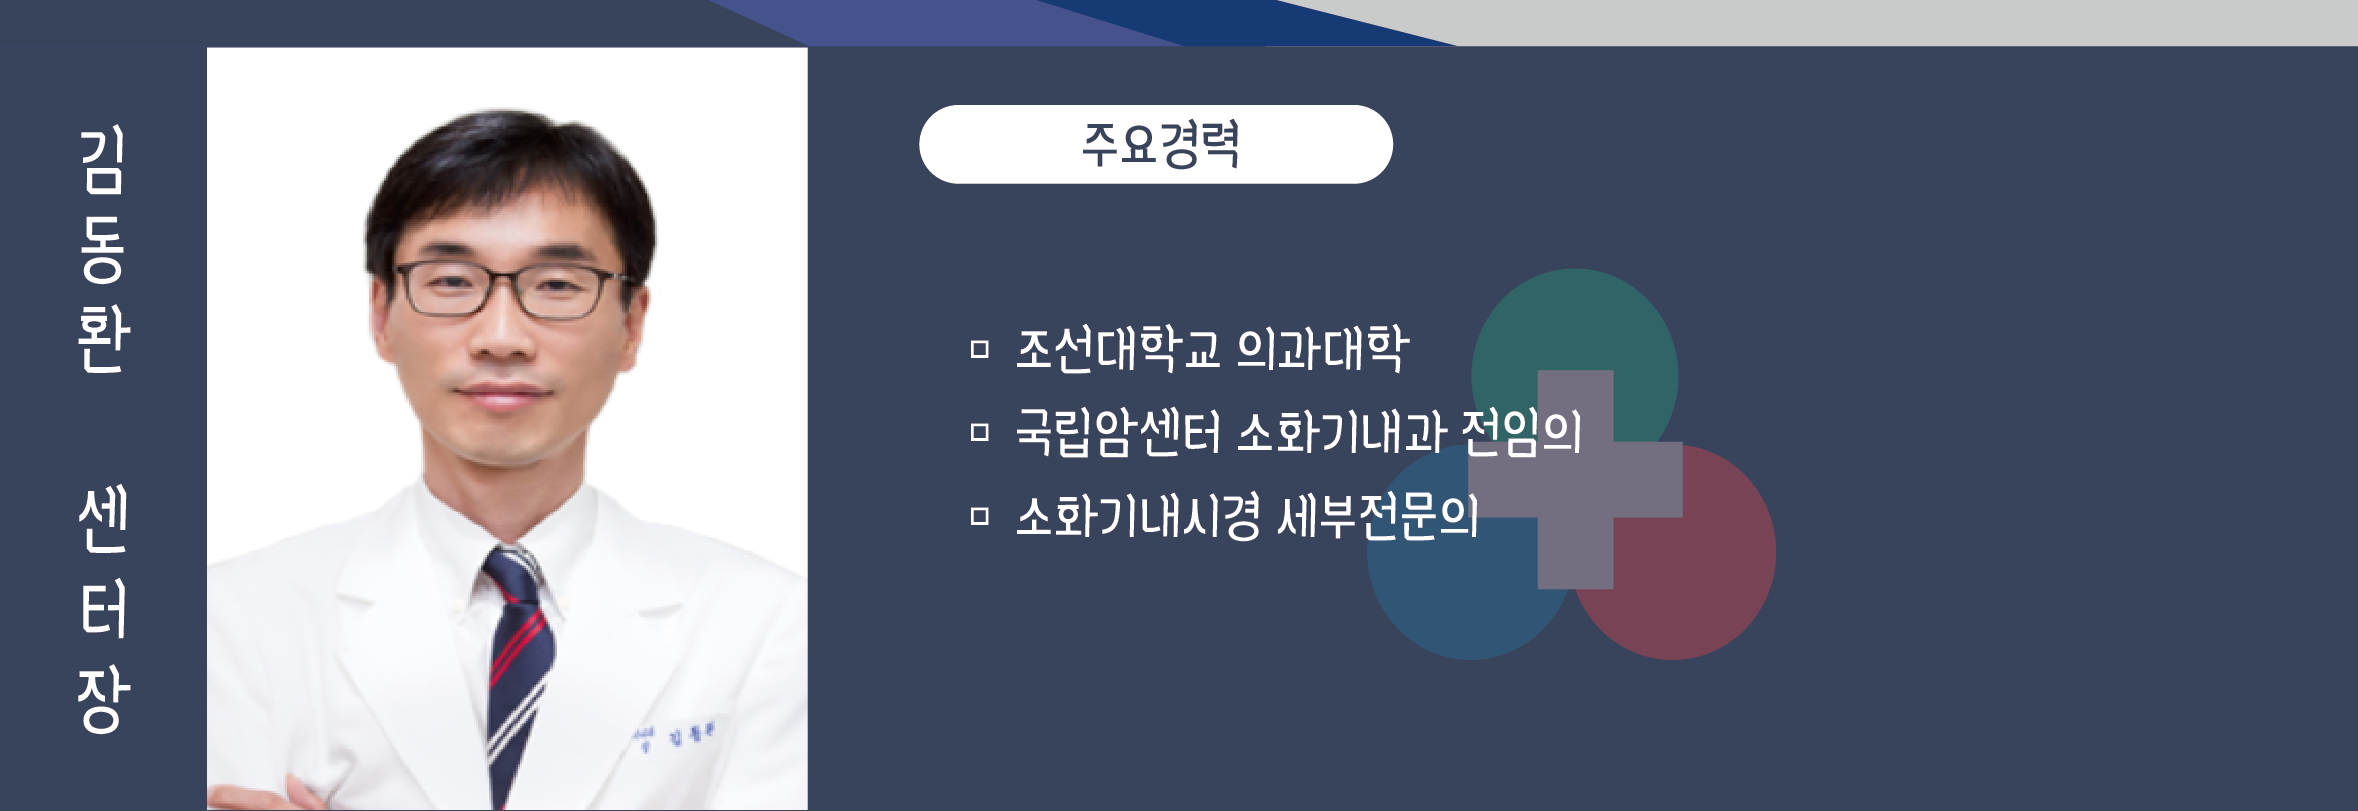 김동환 센터장
주요경력
조선대학교 의과대학
국립암센터 소화기내과 전임의
소화기내시경 세부전문의
김동환